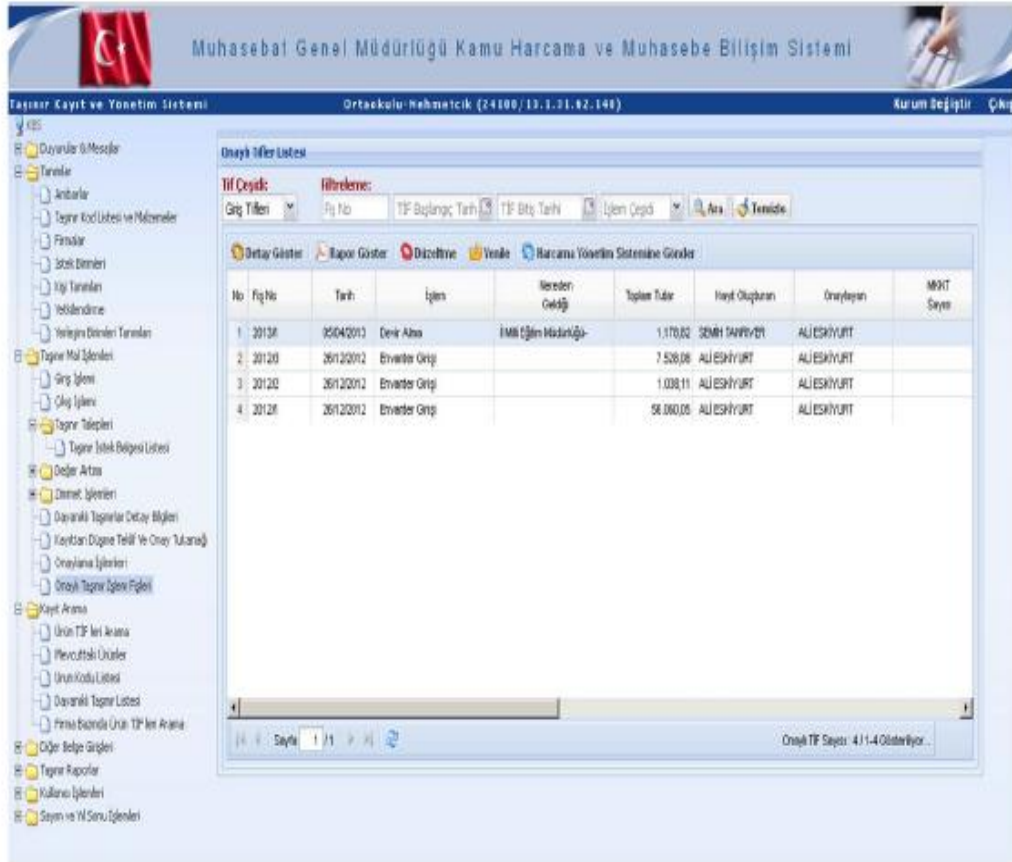 Muhasebat Genel Müdürlüğü Kamu Harcama ve Muhasebe Bilişim Sistemi
Taşınır Kayıt ve Yönetim Sistemi Ortaokulu-Mehmetcik (24100/13.1.31.62.140) Kurum Değiştir Çıkış
KBS
Duyurular & Mesajlar
Tanımlar
Ambarlar
Taşınır Kod Listesi ve Malzemeler
Firmalar
İstek Birimleri
Kişi Tanımları
Yetkilendirme
Yerleşim Birimleri Tanımları
Taşınır Mal İşlemleri
Giriş İşlemi
Çıkış İşlemi
Taşınır Talepleri
Taşınır İstek Belgesi Listesi
Değer Artışı
Zimmet İşlemleri
Dayanıklı Taşınırlar Detay Bilgileri
Kayıttan Düşme Teklif Ve Onay Tutanağı
Onaylama İşlemleri
Onaylı Taşınır İşlem Fişleri
Kayıt Arama
Ürün TİF leri Arama
Mevcuttaki Ürünler
Urun Kodu Listesi
Dayanıklı Taşınır Listesi
Firma Bazında Ürün TİF leri Arama
Diğer Belge Girişleri
Taşınır Raporlar
Kullanıcı İşlemleri
Sayım ve Yıl Sonu İşlemleri
Onaylı Tifler Listesi
Tif Çeşidi: Filtreleme:
Giriş Tifleri Fiş No TİF Başlangıç Tarih TİF Bitiş Tarihi İşlem Çeşidi Ara Temizle
Detay Göster Rapor Göster Düzeltme Yenile Harcama Yönetim Sistemine Gönder
No Fiş No Tarih İşlem Nereden Geldiği Toplam Tutar Kayıt Oluşturan Onaylayan Sayısı
1 2013/1 05/04/2013 Devir Alma İl Milli Eğitim Müdürlüğü- 1.178,82 SEMİH TANRIVER ALİ ESKİYURT
2 2012/3 26/12/2012 Envanter Girişi 7.528,08 ALİ ESKİYURT ALİ ESKİYURT
3 2012/2 26/12/2012 Envanter Girişi 1.038,11 ALİ ESKİYURT ALİ ESKİYURT
4 2012/1 26/12/2012 Envanter Girişi 56.060,05 ALİ ESKİYURT ALİ ESKİYURT
Sayfa 1 /1 Onaylı TİF Sayısı: 4 / 1-4 Gösteriliyor...